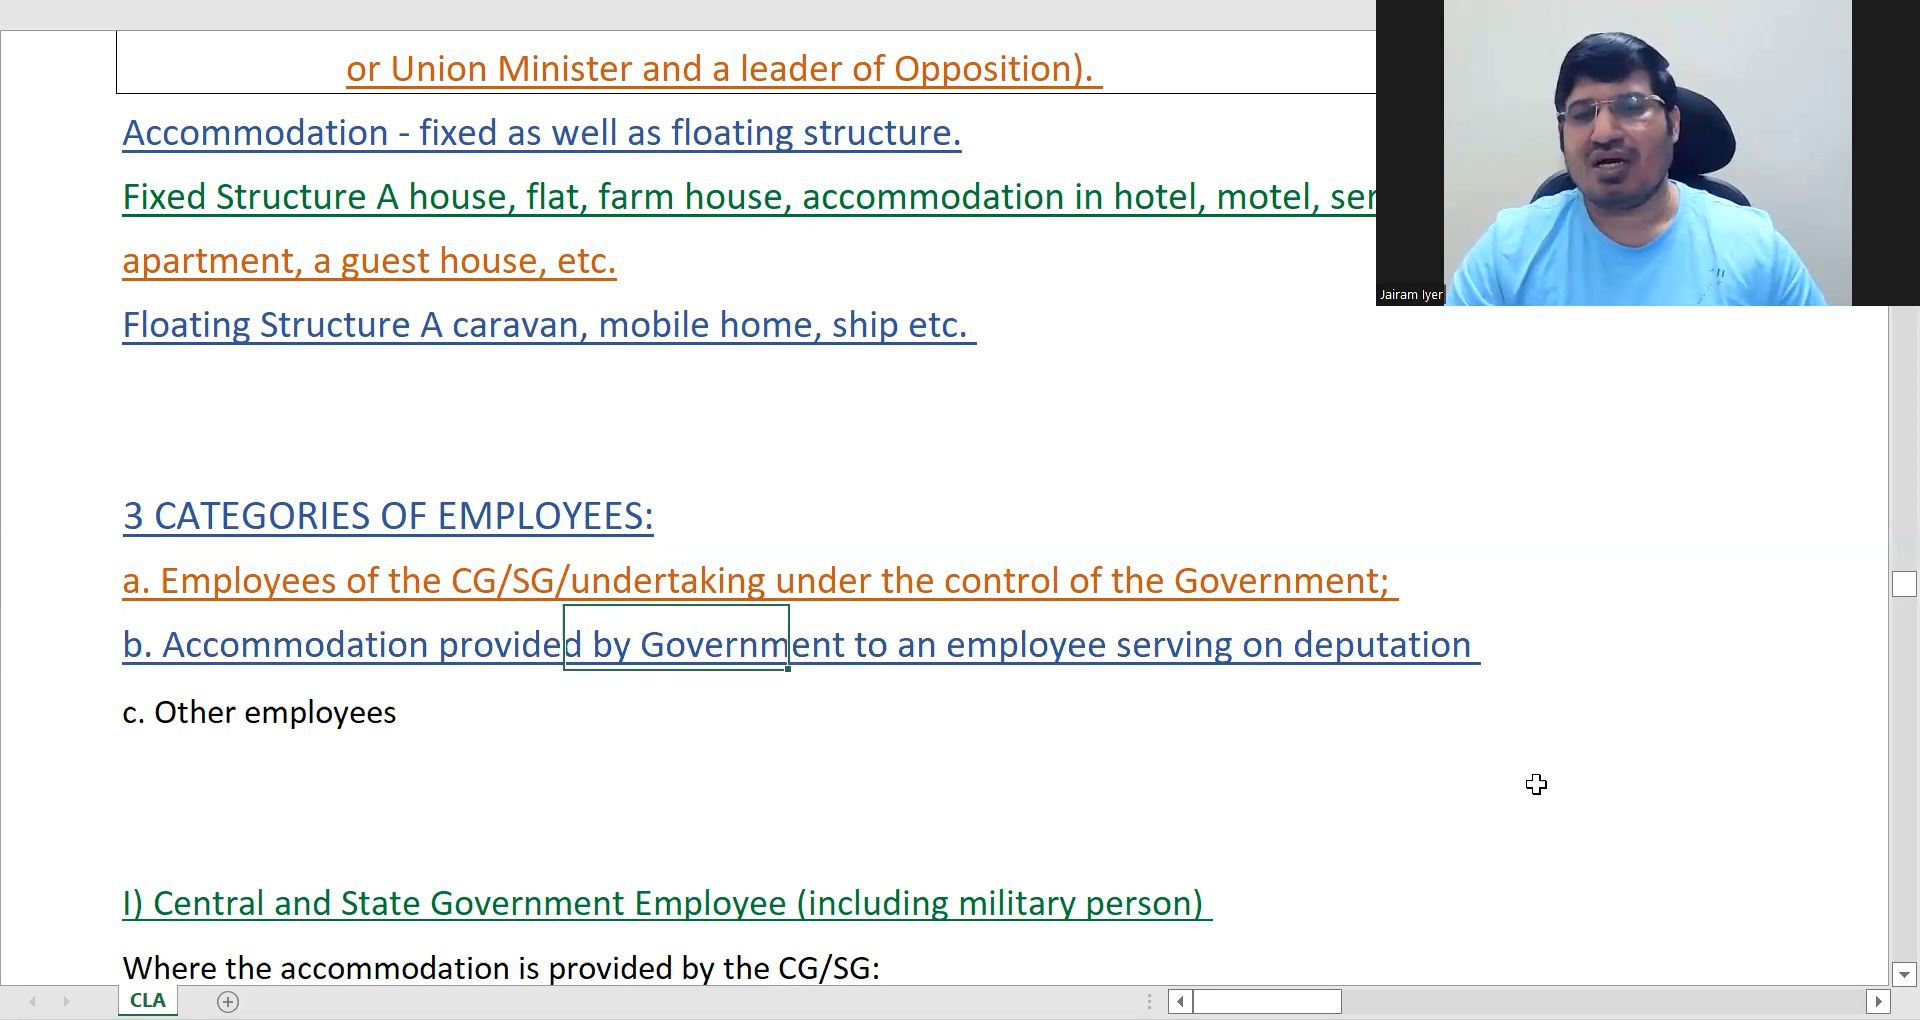 or Union Minister and a leader of Opposition).
Accommodation - fixed as well as floating structure.
Fixed Structure A house, flat, farm house, accommodation in hotel, motel,
apartment, a guest house, etc.
Floating Structure A caravan, mobile home, ship etc.
Jairam Iyer
3 CATEGORIES OF EMPLOYEES:
a. Employees of the CG/SG/undertaking under the control of the Government;
b. Accommodation provided by Government to an employee serving on deputation
c. Other employees
I) Central and State Government Employee (including military person)
Where the accommodation is provided by the CG/SG:
CLA